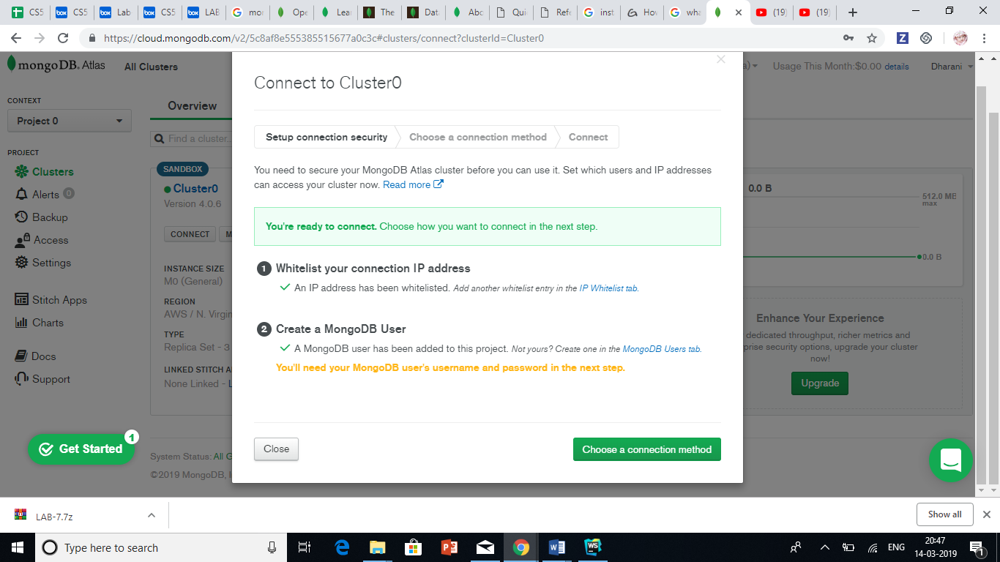 CS5
CS5
Lab
CS5
LAB
mon
Ope
Lear
The
Data
Abo
Quic
Refe
inst
How
wha
(19)
(19)
https://cloud.mongodb.com/v2/5c8af8e555385515677a0c3c#clusters/connect?clusterId=Cluster0
mongoDB. Atlas
All Clusters
Usage This Month:$0.00 details
Dharani
CONTEXT
Project 0
PROJECT
Clusters
Alerts 0
Backup
Access
Settings
Stitch Apps
Charts
Docs
Support
Get Started
1
Overview
Find a cluster...
SANDBOX
Cluster0
Version 4.0.6
CONNECT
M
INSTANCE SIZE
M0 (General)
REGION
AWS / N. Virgin
TYPE
Replica Set - 3
LINKED STITCH A
None Linked - L
System Status: All G
©2019 MongoDB, I
Connect to Cluster0
Setup connection security
Choose a connection method
Connect
You need to secure your MongoDB Atlas cluster before you can use it. Set which users and IP addresses
can access your cluster now. Read more
You're ready to connect. Choose how you want to connect in the next step.
1 Whitelist your connection IP address
An IP address has been whitelisted. Add another whitelist entry in the IP Whitelist tab.
2 Create a MongoDB User
A MongoDB user has been added to this project. Not yours? Create one in the MongoDB Users tab.
You'll need your MongoDB user's username and password in the next step.
Close
Choose a connection method
0.0 B
512.0 MB
max
0.0 B
Enhance Your Experience
dedicated throughput, richer metrics and
prise security options, upgrade your cluster
now!
Upgrade
LAB-7.7z
Show all
Type here to search
ENG
20:47
14-03-2019
1